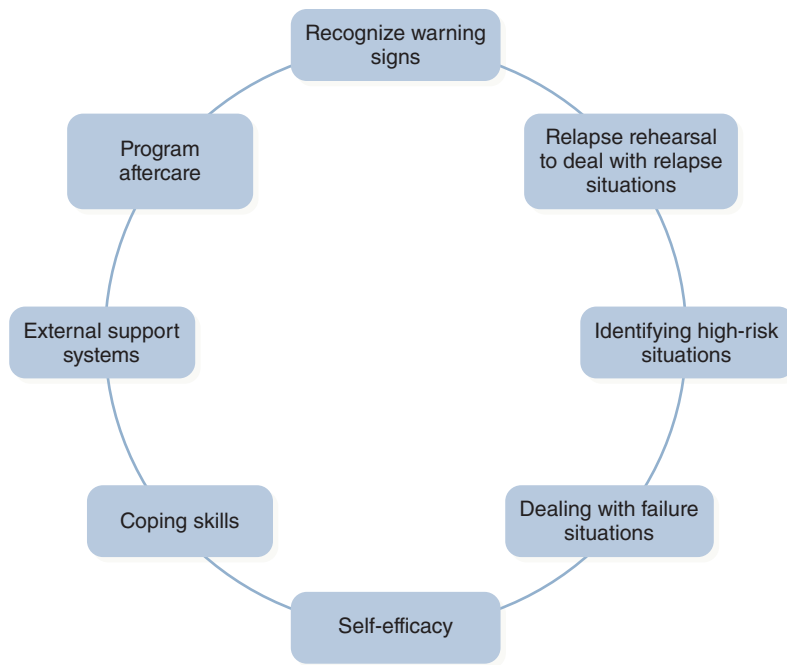 Recognize warning
signs
Relapse rehearsal
to deal with relapse
situations
Identifying high-risk
situations
Dealing with failure
situations
Self-efficacy
Coping skills
External support
systems
Program
aftercare